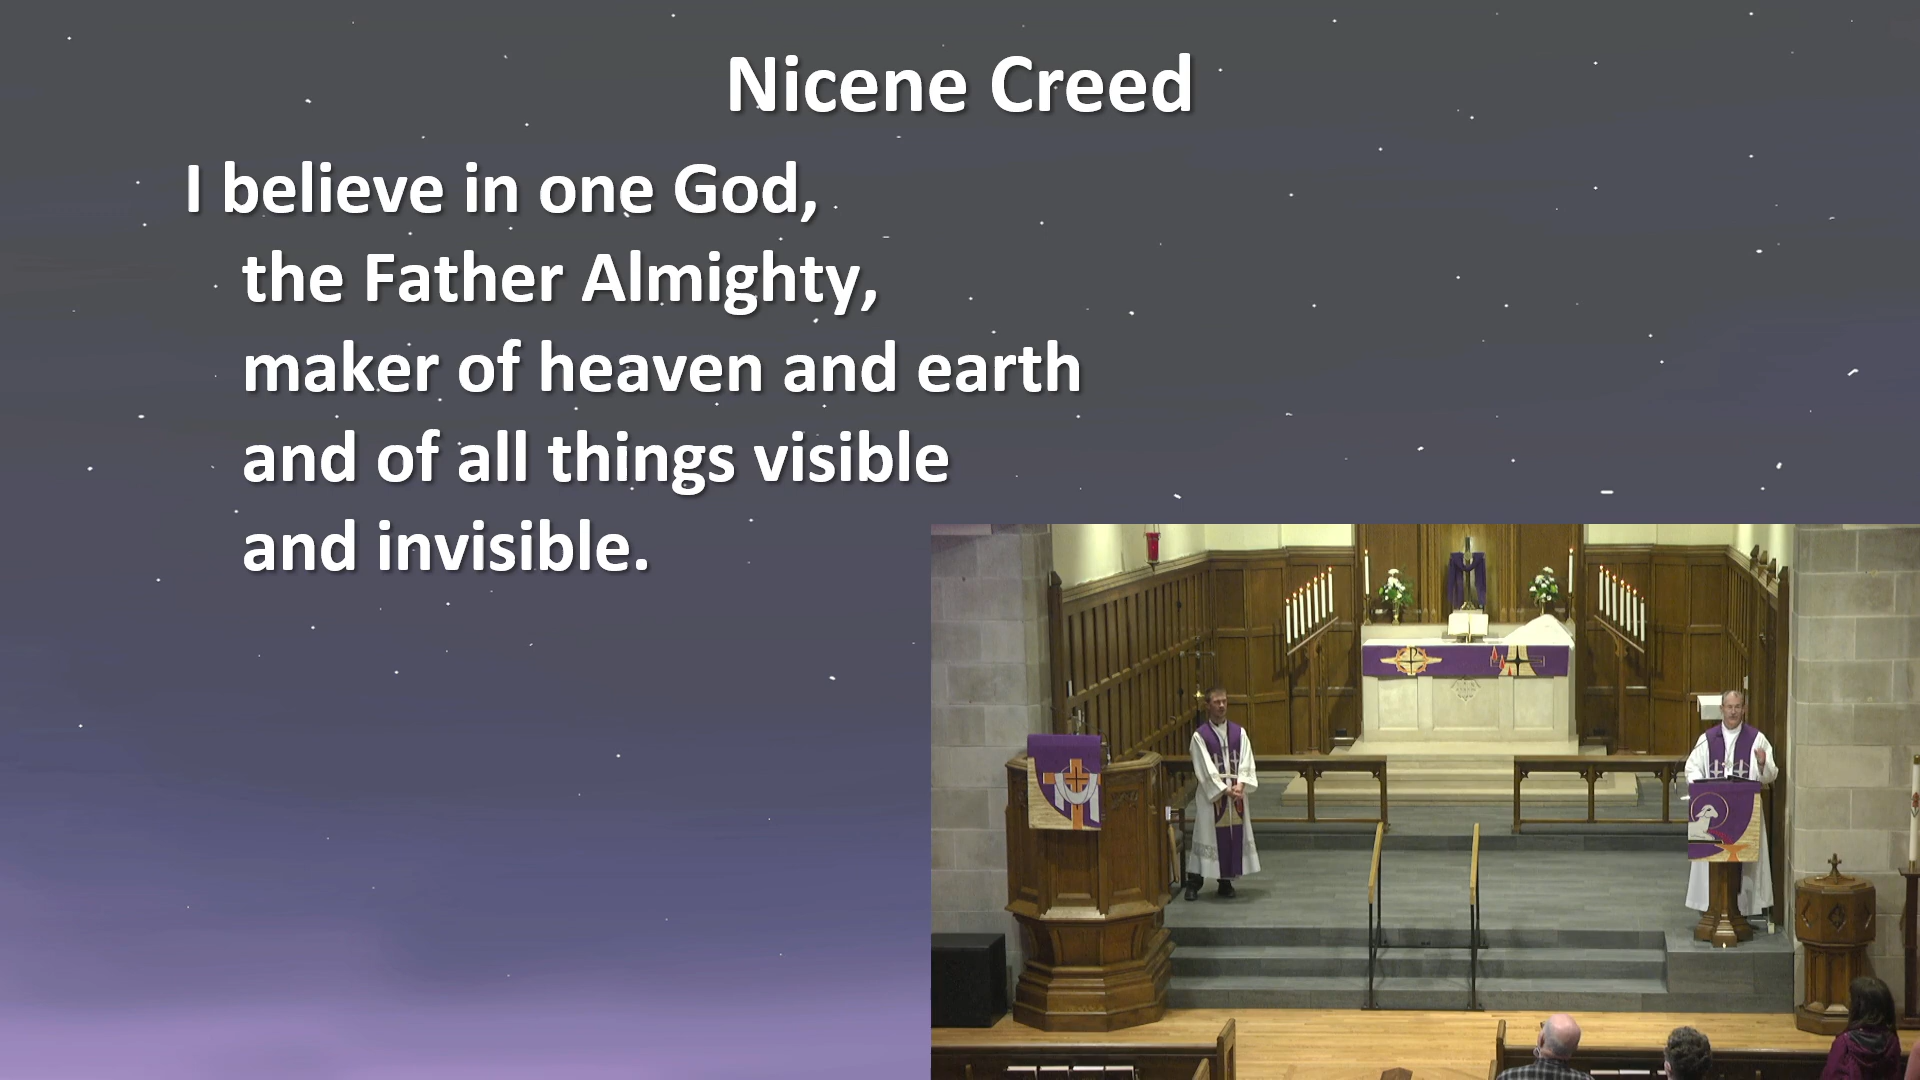 Nicene Creed
I believe in one God,
the Father Almighty,
maker of heaven and earth
and of all things visible
and invisible.